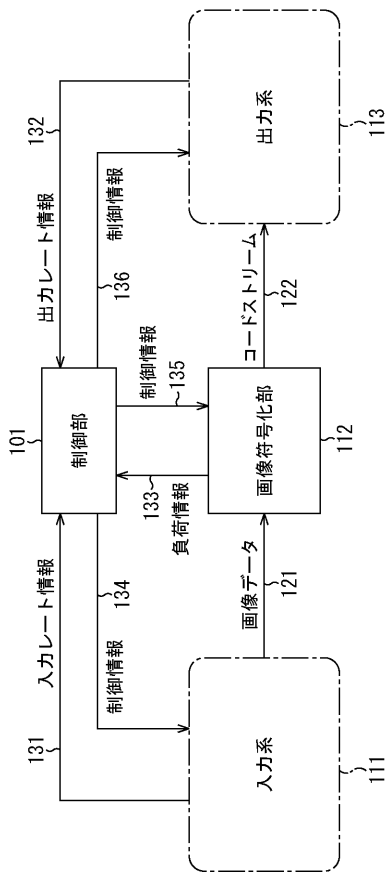 131
入力レート情報
101
出力レート情報
132
制御部
134
制御情報
136
制御情報
133
負荷情報
制御情報
135
入力系
111
画像データ
121
画像符号化部
112
コードストリーム
122
出力系
113